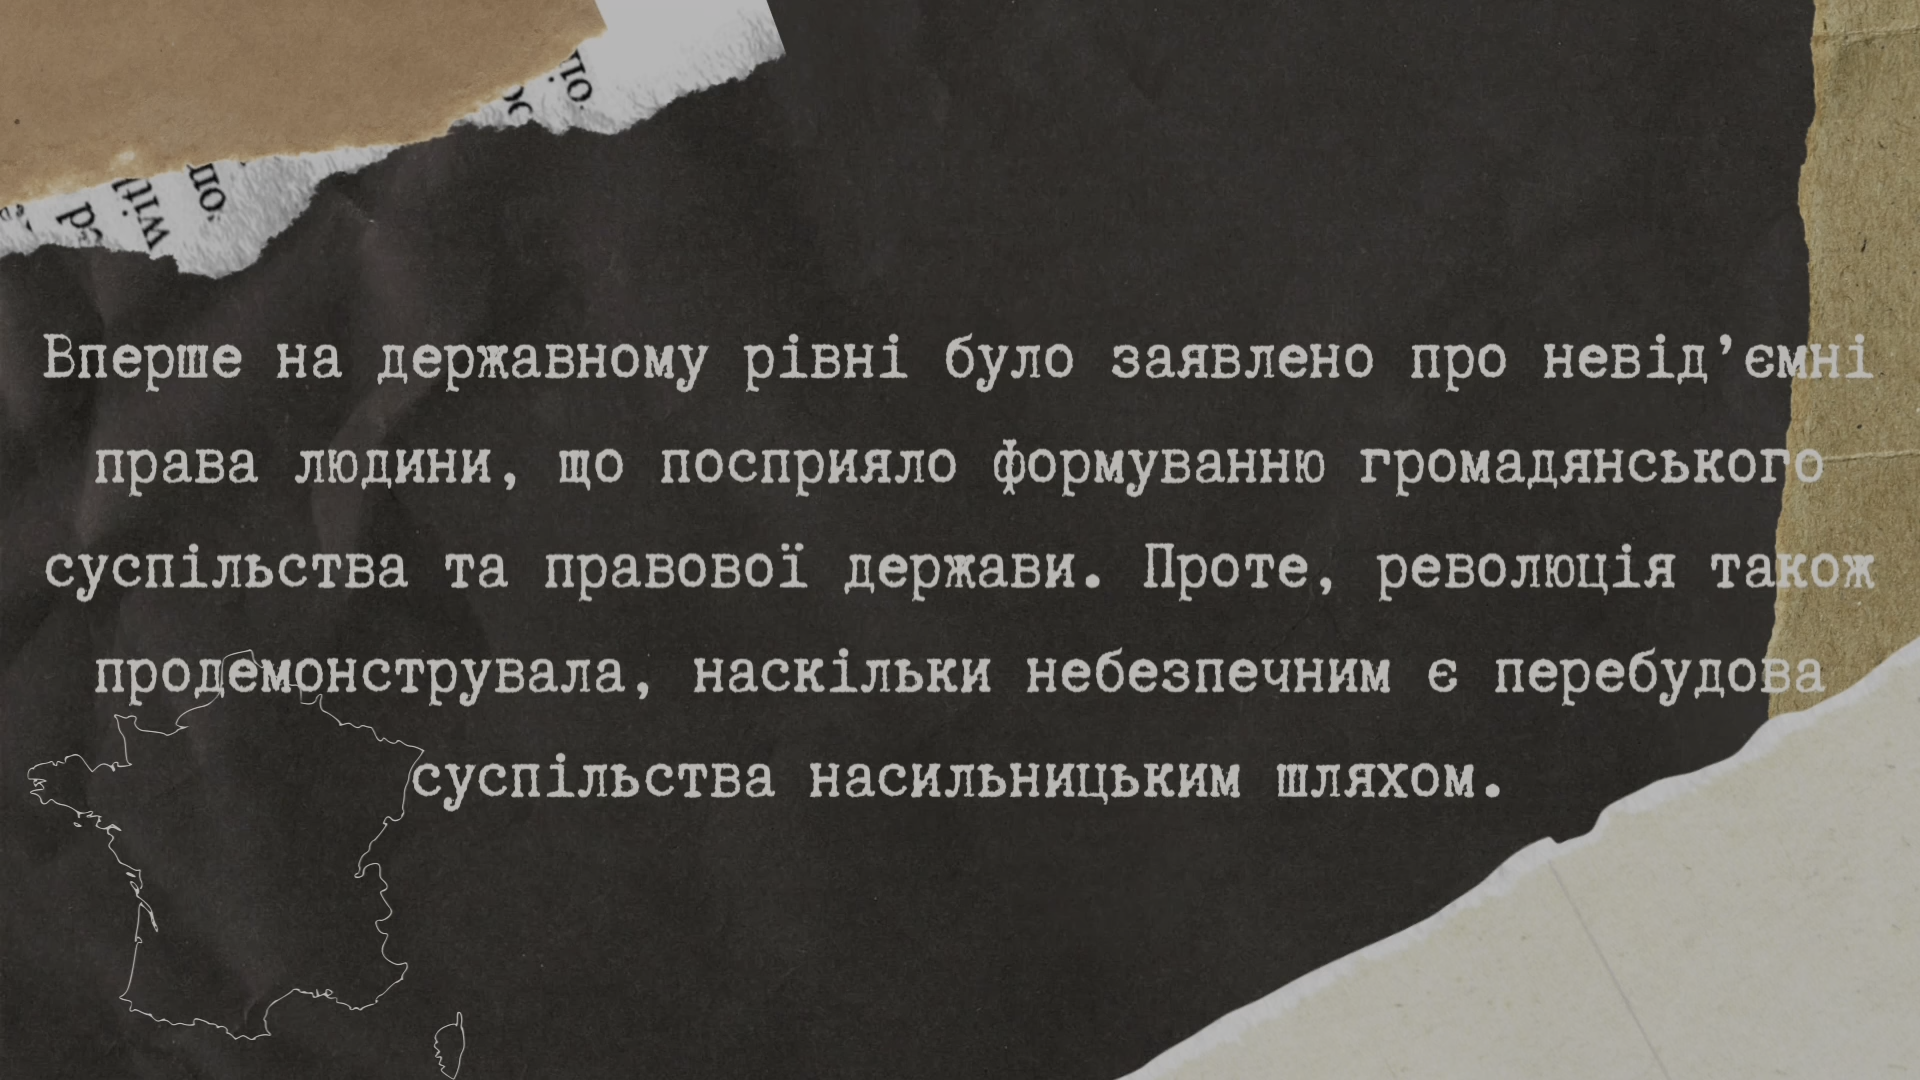 Вперше на державному рівні було заявлено про невід’ємні
права людини, що посприяло формуванню громадянського
суспільства та правової держави. Проте, революція також
продемонструвала, наскільки небезпечним є перебудова
суспільства насильницьким шляхом.